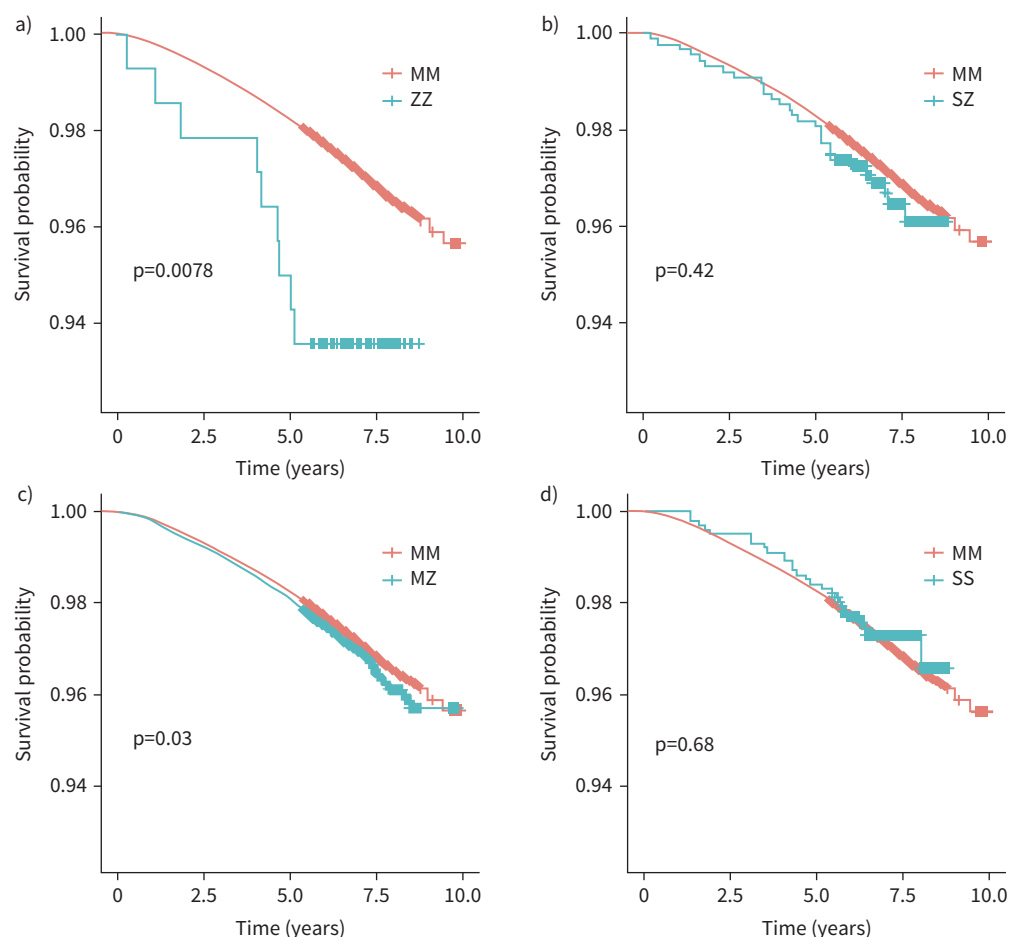 a)
1.00
0.98
0.96
0.94
Survival probability
MM
ZZ
p=0.0078
0 2.5 5.0 7.5 10.0
Time (years)
b)
1.00
0.98
0.96
0.94
Survival probability
MM
SZ
p=0.42
0 2.5 5.0 7.5 10.0
Time (years)
c)
1.00
0.98
0.96
0.94
Survival probability
MM
MZ
p=0.03
0 2.5 5.0 7.5 10.0
Time (years)
d)
1.00
0.98
0.96
0.94
Survival probability
MM
SS
p=0.68
0 2.5 5.0 7.5 10.0
Time (years)